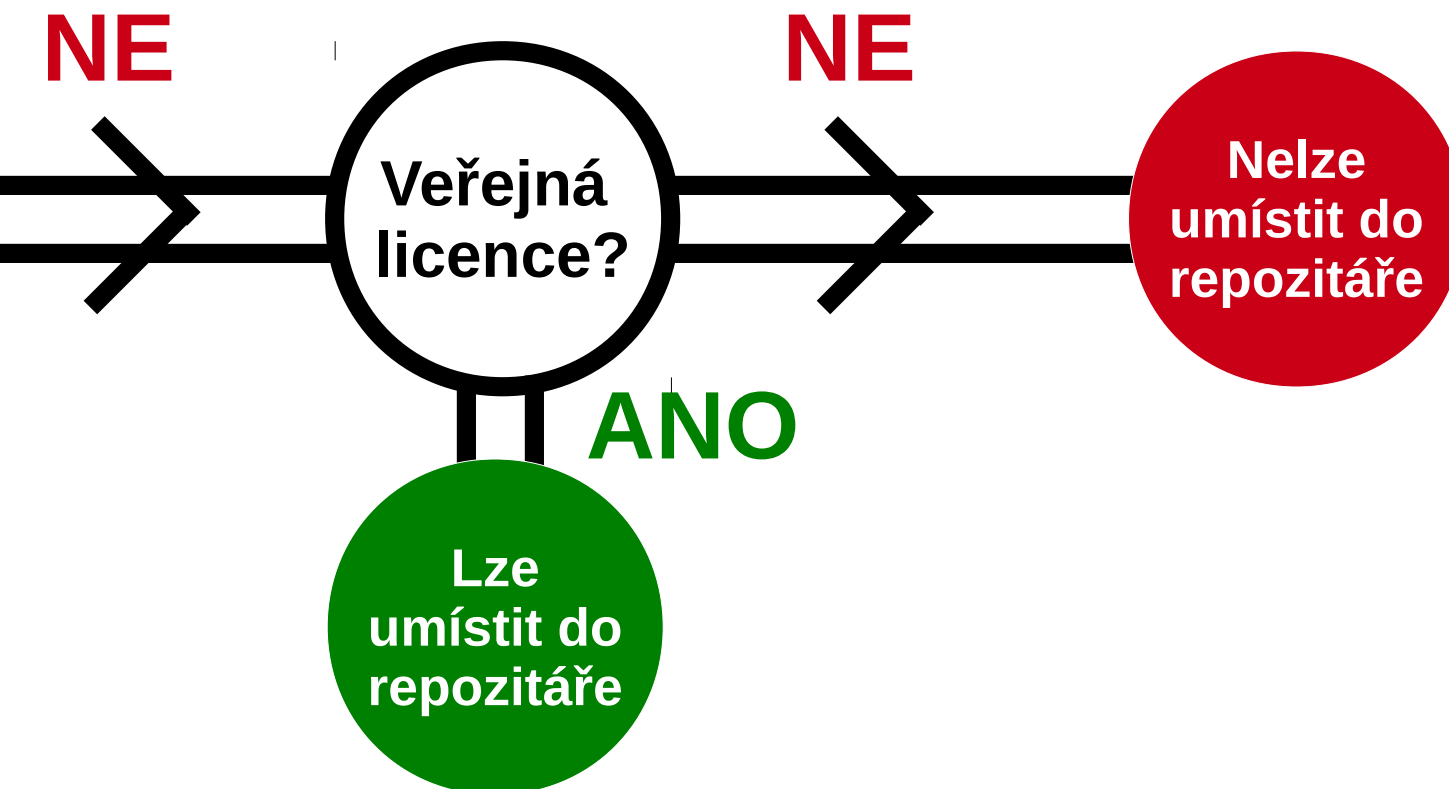 NE
NE
Veřejná
licence?
Nelze
umístit do
repozitáře
ANO
Lze
umístit do
repozitáře